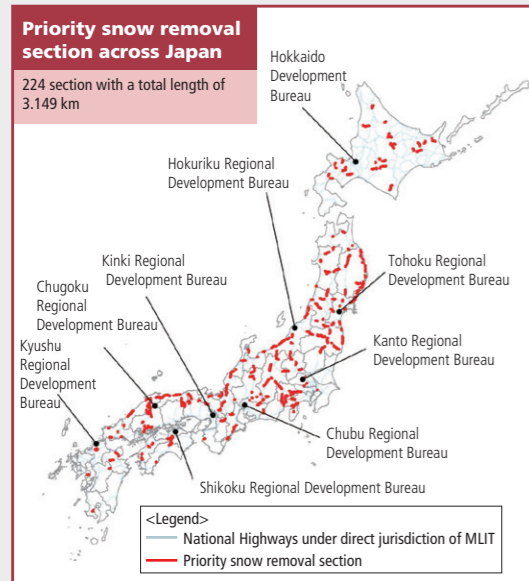 Priority snow removal
section across Japan
224 section with a total length of
3.149 km
Hokkaido
Development
Bureau
Hokuriku Regional
Development Bureau
Kinki Regional
Development Bureau
Chugoku
Regional
Development Bureau
Kyushu
Regional
Development
Bureau
Tohoku Regional
Development Bureau
Kanto Regional
Development Bureau
Chubu Regional
Development Bureau
Shikoku Regional Development Bureau
<Legend>
National Highways under direct jurisdiction of MLIT
Priority snow removal section